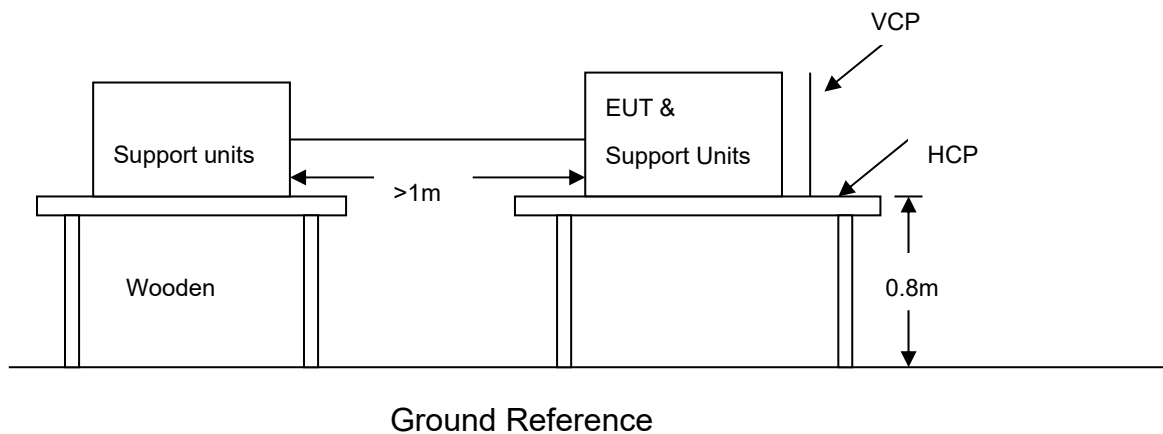 VCP
EUT &
Support units
Support Units
HCP
>1m
Wooden
0.8m
Ground Reference